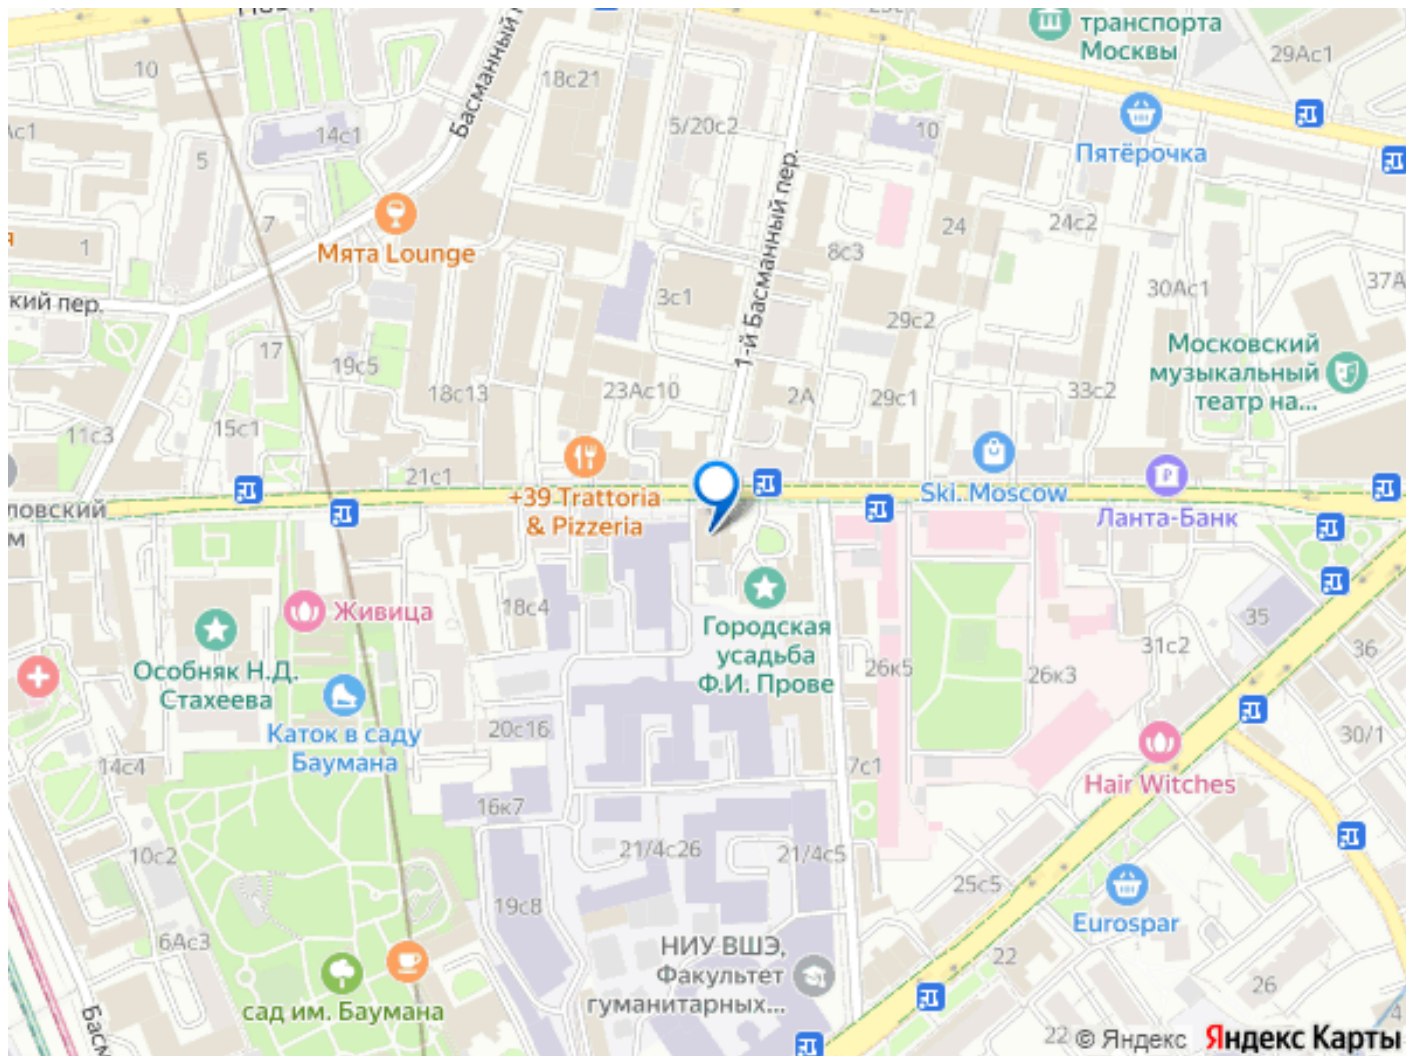 транспорта
Москвы
29Ас1
10
18с21
Басманный
14с1
5/20с2
10
Пятёрочка
5
7
1
Мята Lounge
1-й Басманный пер.
24
24с2
8с3
37А
кий пер.
3с1
30Ас1
29с2
Московский
музыкальный
театр на...
17
19с5
18с13
23Ас10
2А
29с1
33с2
11с3
15с1
21с1
+39 Trattoria
& Pizzeria
Ski.Moscow
Ланта-Банк
ловский
Живица
18с4
35
Городская
усадьба
Ф.И. Прове
31с2
36
Особняк Н.Д.
Стахеева
26к5
26к3
20с16
Каток в саду
Баумана
30/1
14с4
7с1
Hair Witches
16к7
10с2
21/4с26
21/4с5
25с5
19с8
Eurospar
6Ас3
НИУ ВШЭ,
Факультет
гуманитарных...
22
26
сад им. Баумана
Басм
22
4
© Яндекс
Яндекс Карты